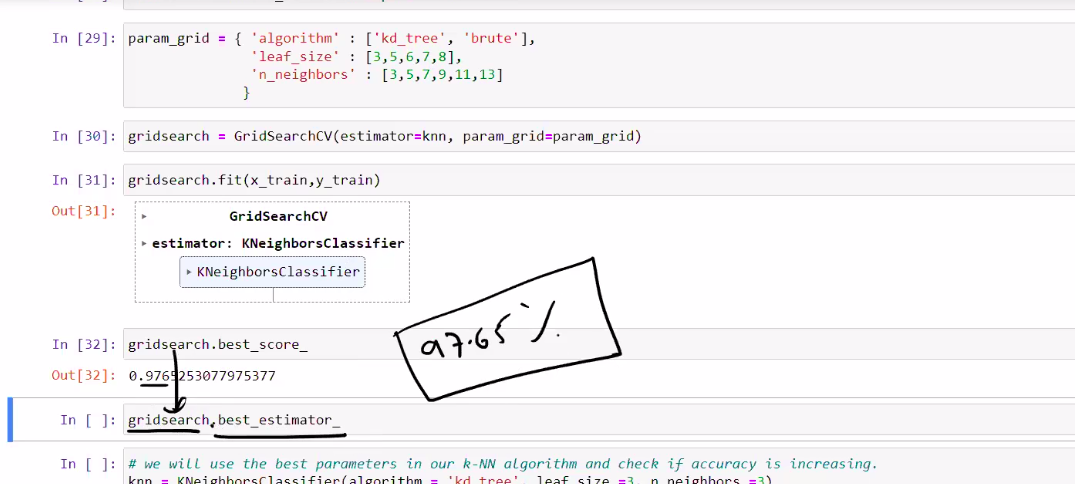 In [29]: param_grid = { 'algorithm' : ['kd_tree', 'brute'],
'leaf_size' : [3,5,6,7,8],
'n_neighbors' : [3,5,7,9,11,13]
}
In [30]: gridsearch = GridSearchCV(estimator=knn, param_grid=param_grid)
In [31]: gridsearch.fit(x_train,y_train)
Out[31]:
GridSearchCV
estimator: KNeighborsClassifier
KNeighborsClassifier
97.65%
In [32]: gridsearch.best_score_
Out[32]: 0.9765253077975377
In [ ]: gridsearch.best_estimator_
In [ ]: # we will use the best parameters in our k-NN algorithm and check if accuracy is increasing.
knn = KNeighborsClassifier(algorithm = 'kd_tree', leaf_size =3, n_neighbors =3)